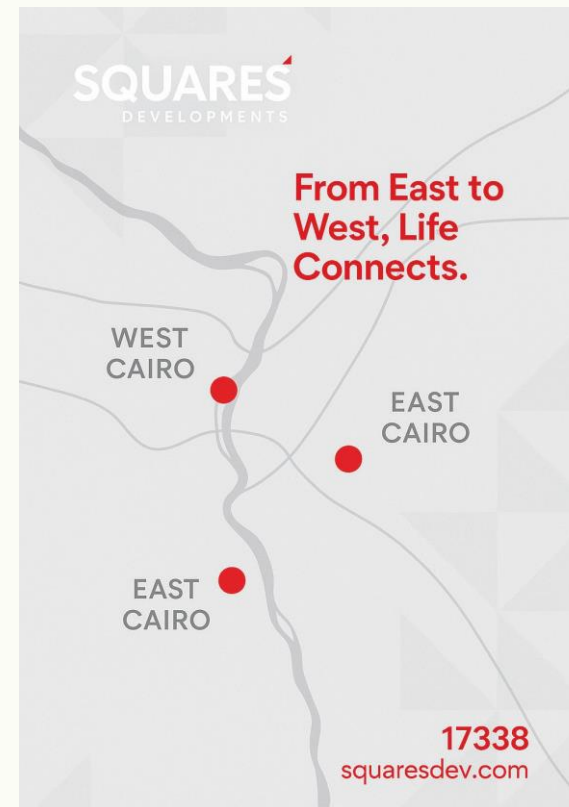 SQUARES
DEVELOPMENTS
From East to
West, Life
Connects.
WEST
CAIRO
EAST
CAIRO
EAST
CAIRO
17338
squaresdev.com